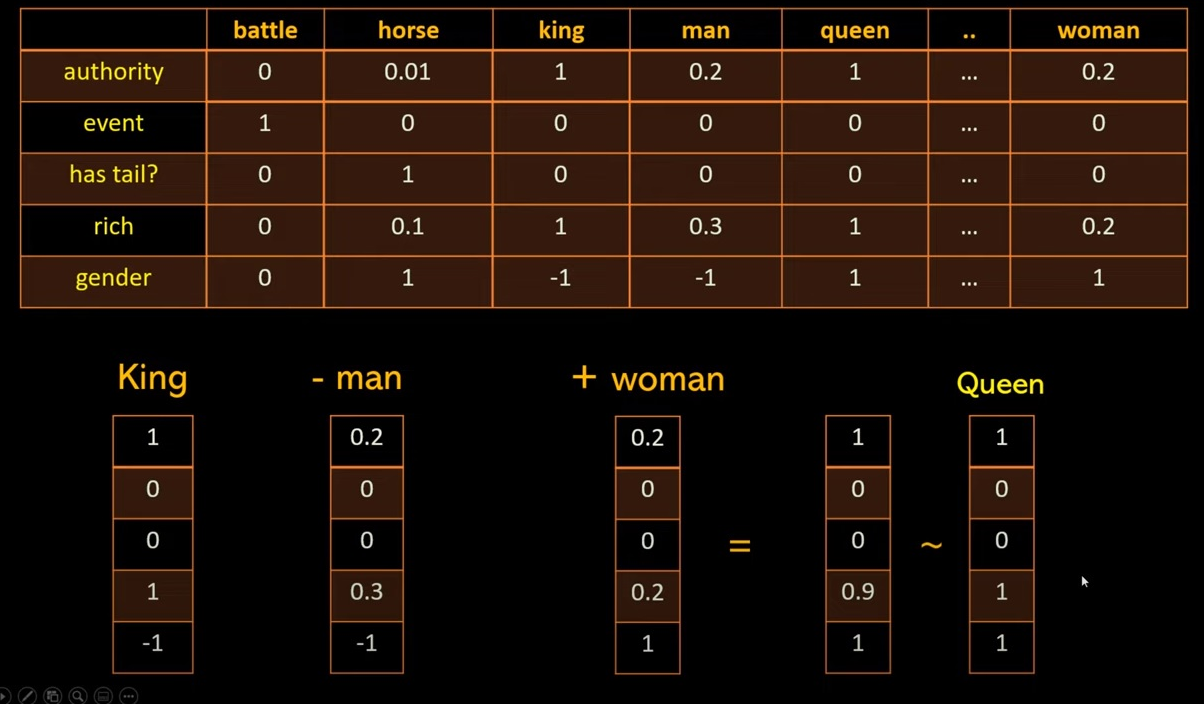 battle horse king man queen .. woman
authority 0 0.01 1 0.2 1 ... 0.2
event 1 0 0 0 0 ... 0
has tail? 0 1 0 0 0 ... 0
rich 0 0.1 1 0.3 1 ... 0.2
gender 0 1 -1 -1 1 ... 1
King - man + woman Queen
1 0.2 0.2 1 1
0 0 0 0 0
0 0 0 = 0 ~ 0
1 0.3 0.2 0.9 1
-1 -1 1 1 1